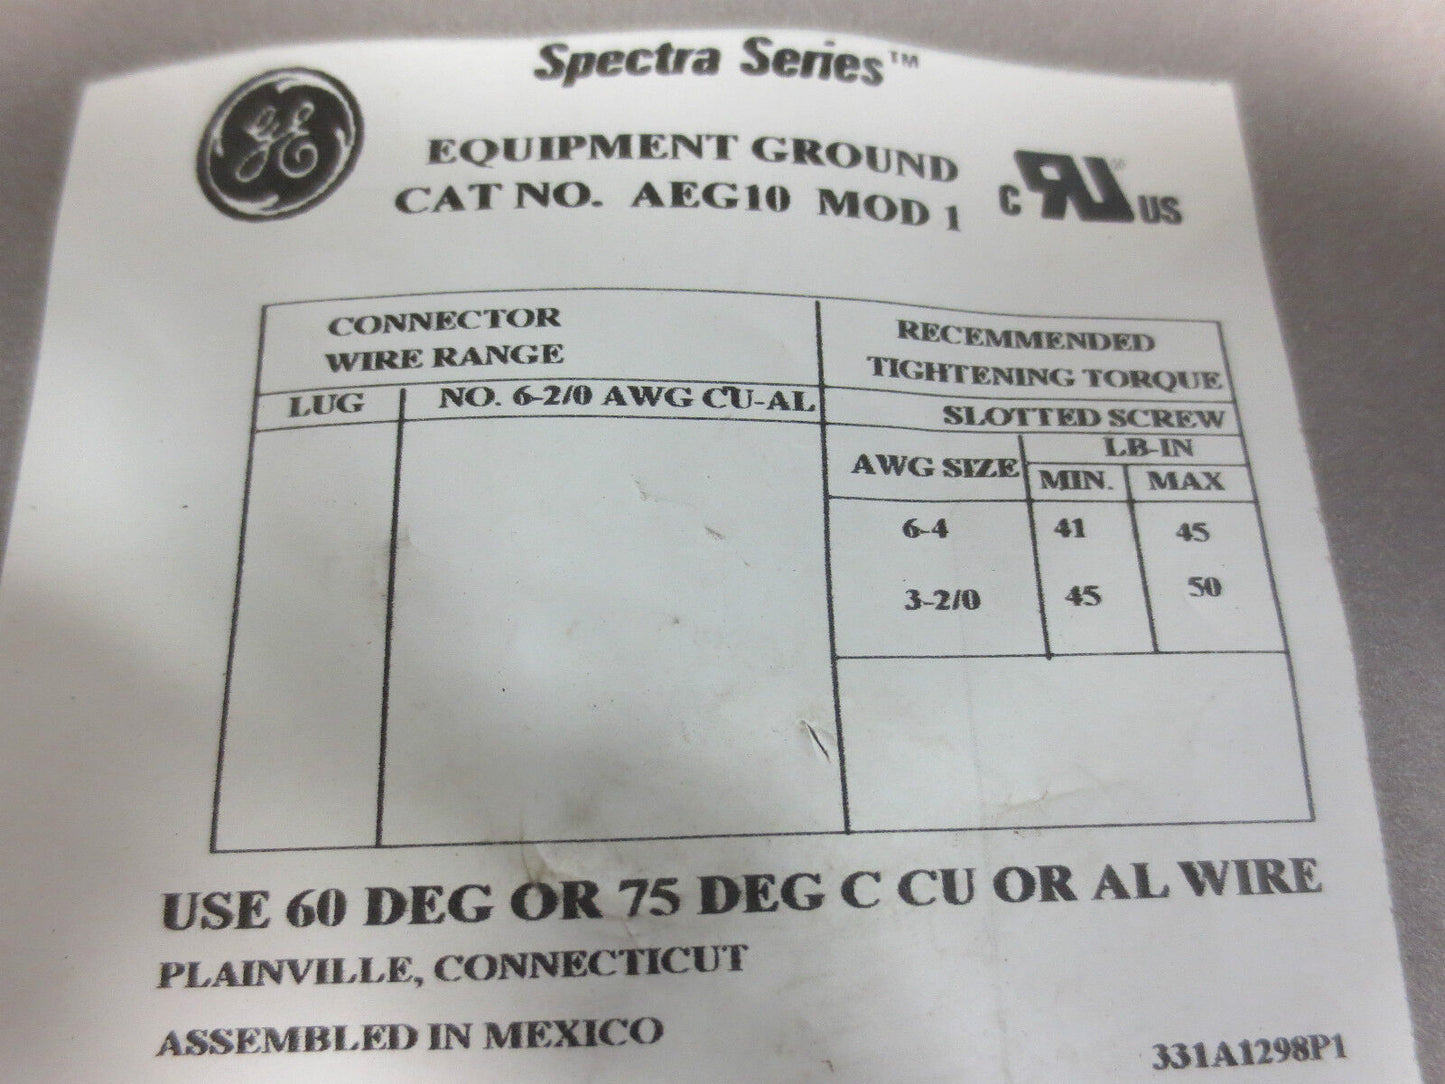 Spectra Series™
EQUIPMENT GROUND
CAT NO. AEG10 MOD 1
C RU® US
CONNECTOR
WIRE RANGE
RECEMMENDED
TIGHTENING TORQUE
LUG NO. 6-2/0 AWG CU-AL
SLOTTED SCREW
AWG SIZE LB-IN
MIN. MAX
6-4 41 45
3-2/0 45 50
USE 60 DEG OR 75 DEG C CU OR AL WIRE
PLAINVILLE, CONNECTICUT
ASSEMBLED IN MEXICO
331A1298P1